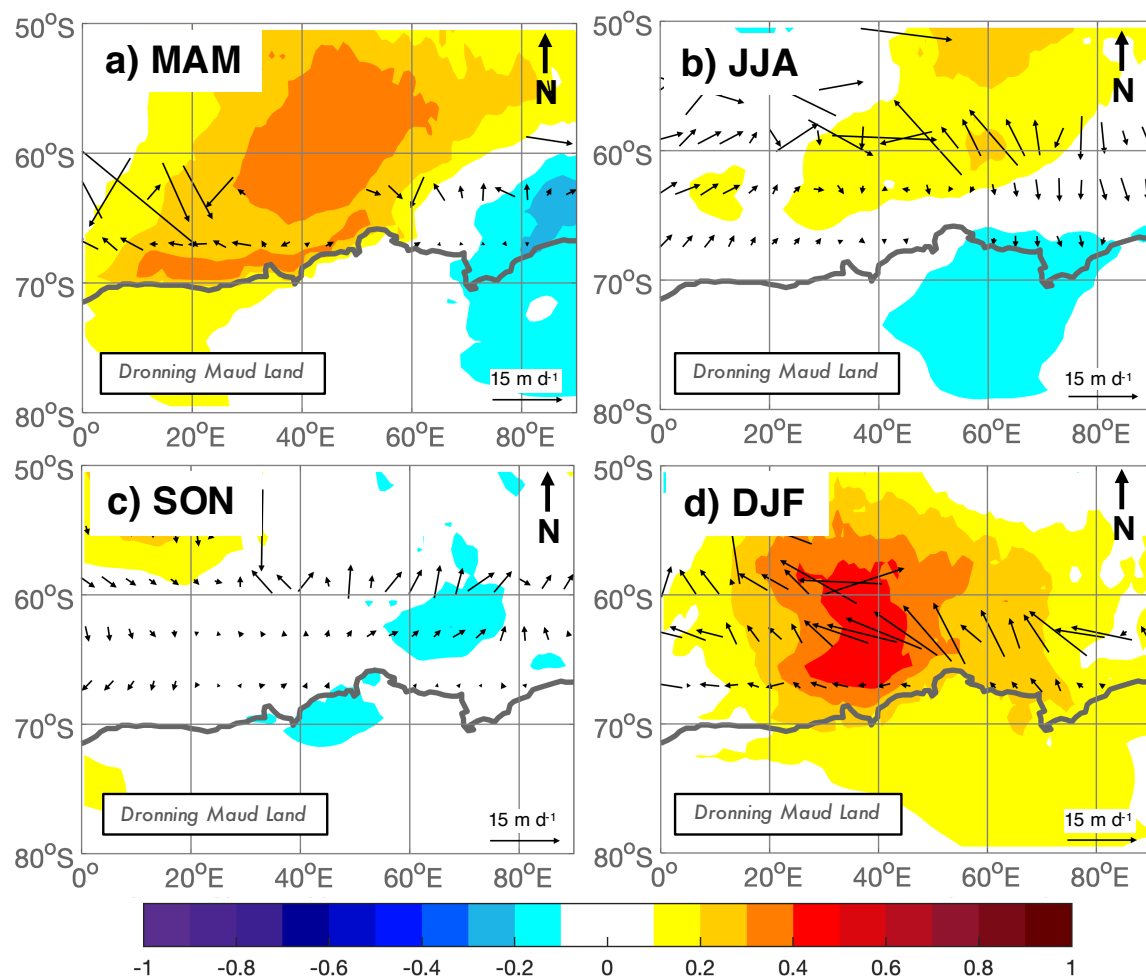 50°S
a) MAM
N
60°S
70°S
Dronning Maud Land
15 m d-1
80°S
0° 20°E 40°E 60°E 80°E
50°S
b) JJA
N
60°S
70°S
Dronning Maud Land
15 m d-1
80°S
0° 20°E 40°E 60°E 80°E
50°S
c) SON
N
60°S
70°S
Dronning Maud Land
15 m d-1
80°S
0° 20°E 40°E 60°E 80°E
50°S
d) DJF
N
60°S
70°S
Dronning Maud Land
15 m d-1
80°S
0° 20°E 40°E 60°E 80°E
-1 -0.8 -0.6 -0.4 -0.2 0 0.2 0.4 0.6 0.8 1